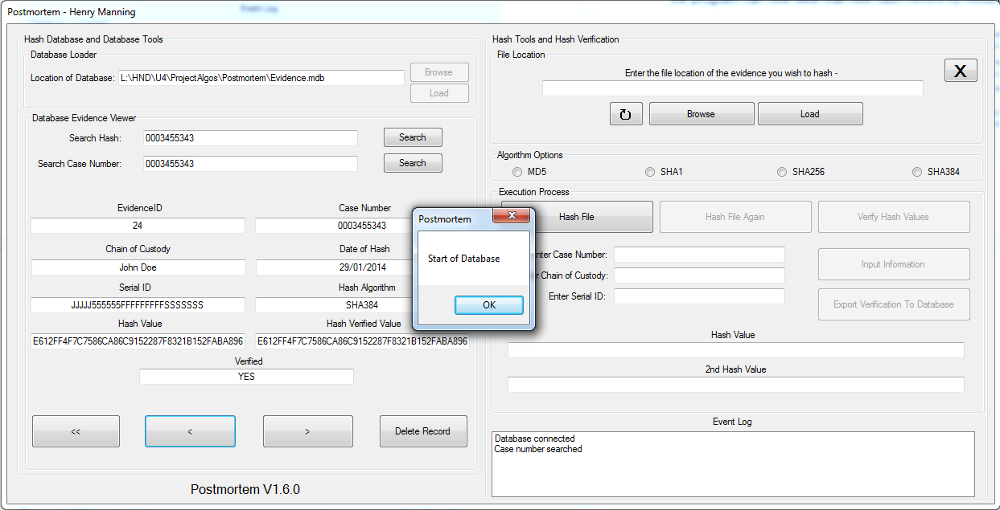 Postmortem - Henry Manning
Hash Database and Database Tools
Database Loader
Location of Database: L:\HND\U4\ProjectAlgos\Postmortem\Evidence.mdb
Browse
Load
Database Evidence Viewer
Search Hash: 0003455343 Search
Search Case Number: 0003455343 Search
EvidenceID Case Number
24 0003455343
Chain of Custody Date of Hash
John Doe 29/01/2014
Serial ID Hash Algorithm
JJJJJ555555FFFFFFFFFSSSSSSS SHA384
Hash Value Hash Verified Value
E612FF4F7C7586CA86C9152287F8321B152FABA896 E612FF4F7C7586CA86C9152287F8321B152FABA896
Verified
YES
<< < > Delete Record
Postmortem V1.6.0
Postmortem
Start of Database
OK
Hash Tools and Hash Verification
File Location
X
Enter the file location of the evidence you wish to hash -
Browse Load
Algorithm Options
MD5 SHA1 SHA256 SHA384
Execution Process
Hash File Hash File Again Verify Hash Values
nter Case Number:
Chain of Custody:
Enter Serial ID:
Input Information
Export Verification To Database
Hash Value
2nd Hash Value
Event Log
Database connected
Case number searched